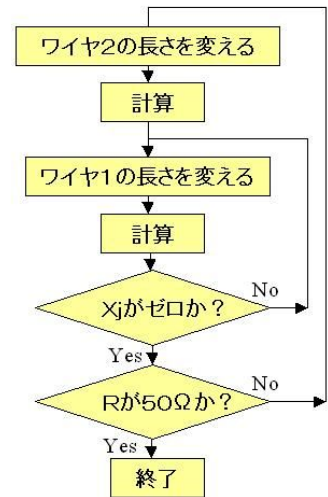 ワイヤ2の長さを変える
計算
ワイヤ1の長さを変える
計算
Xjがゼロか？
No
Yes
Rが50Ωか？
No
Yes
終了